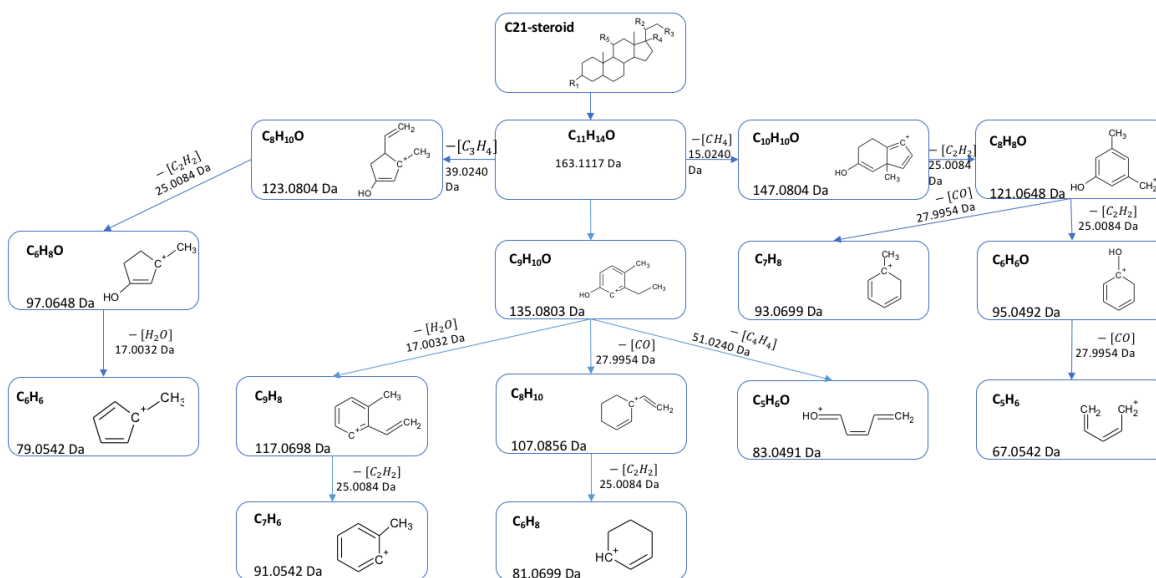 C21-steroid
R2
R3
R5
R4
R1
C8H10O
CH2
CH3
C+
HO
123.0804 Da
− [C3H4]
39.0240
Da
C11H14O
163.1117 Da
− [CH4]
15.0240
Da
C10H10O
+
HO
CH3
147.0804 Da
− [C2H2]
25.0084
Da
C8H8O
CH3
HO
CH2+
121.0648 Da
− [C2H2]
25.0084 Da
− [CO]
27.9954 Da
− [C2H2]
25.0084 Da
C6H8O
CH3
C+
HO
97.0648 Da
C9H10O
CH3
HO
C+
CH3
135.0803 Da
C7H8
CH3
C+
93.0699 Da
C6H6O
HO
C+
95.0492 Da
− [H2O]
17.0032 Da
− [H2O]
17.0032 Da
− [CO]
27.9954 Da
− [C4H4]
51.0240 Da
− [CO]
27.9954 Da
C6H6
CH3
C+
79.0542 Da
C9H8
CH3
CH2
C+
117.0698 Da
C8H10
C+
CH2
107.0856 Da
C5H6O
HO+
CH2
83.0491 Da
C5H6
CH2
CH2+
67.0542 Da
− [C2H2]
25.0084 Da
− [C2H2]
25.0084 Da
C7H6
CH3
C+
91.0542 Da
C6H8
HC+
81.0699 Da